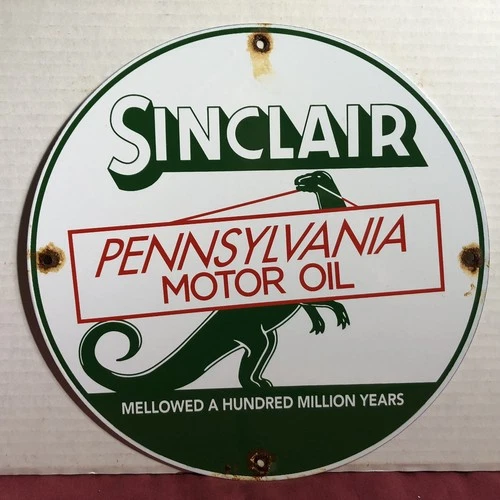 SINCLAIR
PENNSYLVANIA
MOTOR OIL
MELLOWED A HUNDRED MILLION YEARS